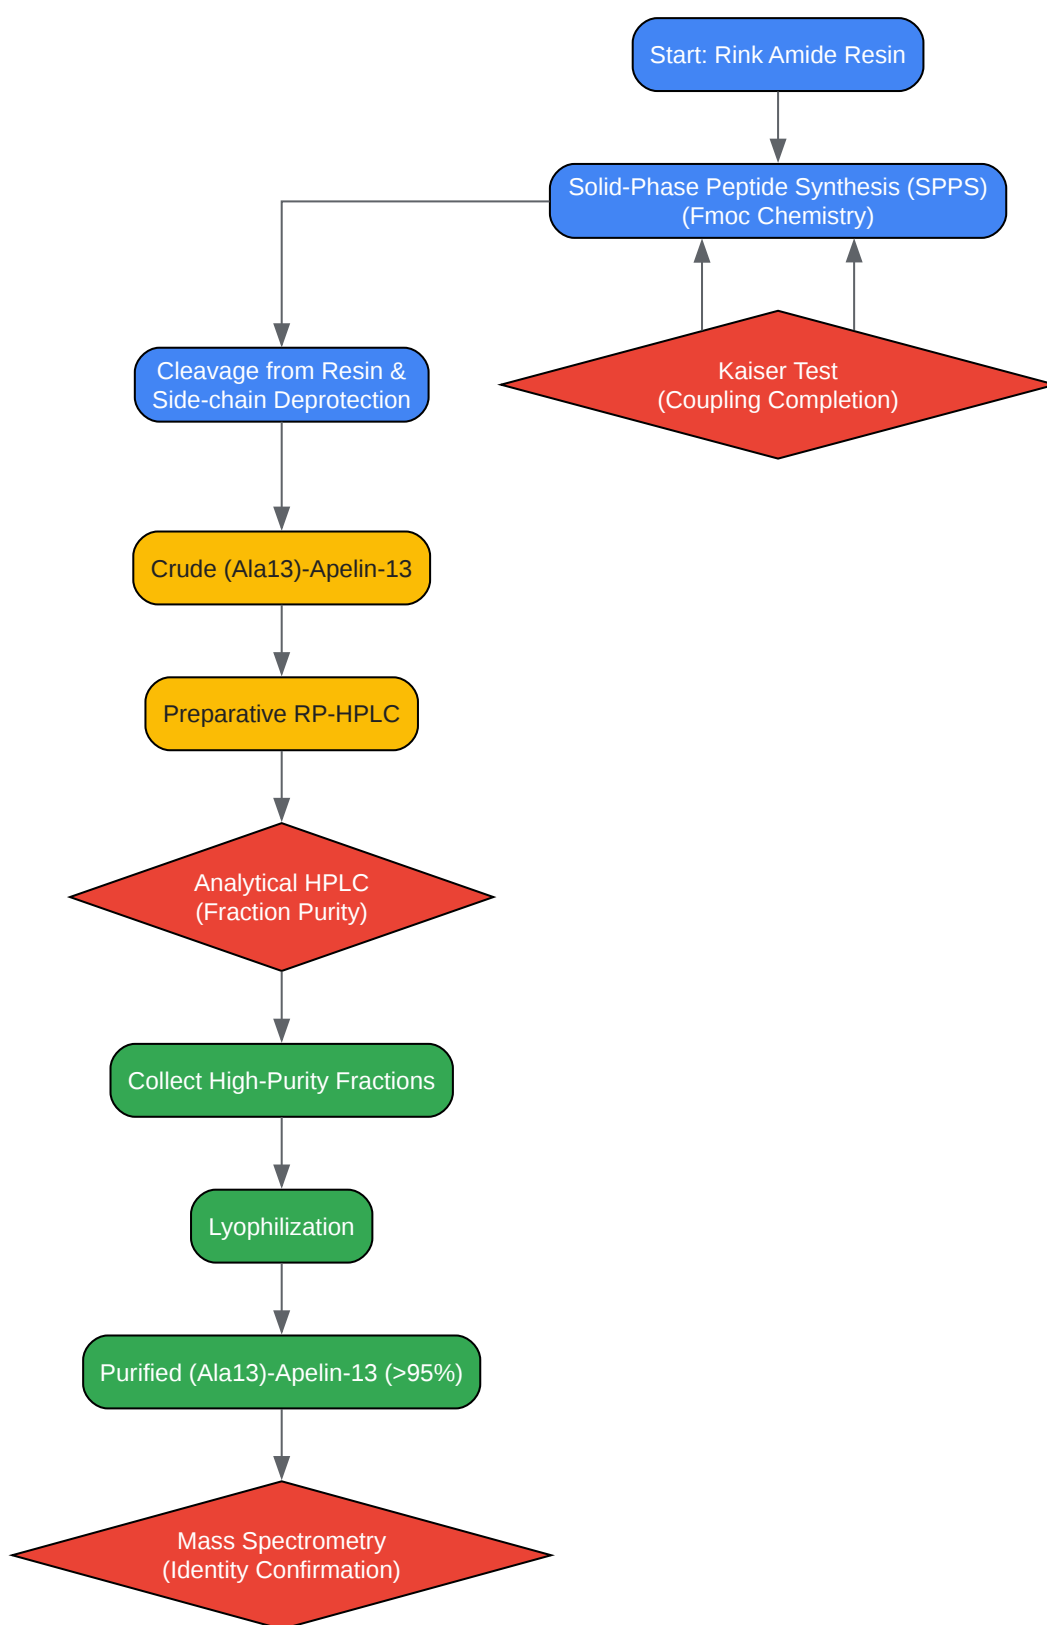 Start: Rink Amide Resin
Solid-Phase Peptide Synthesis (SPPS)
(Fmoc Chemistry)
Kaiser Test
(Coupling Completion)
Cleavage from Resin &
Side-chain Deprotection
Crude (Ala13)-Apelin-13
Preparative RP-HPLC
Analytical HPLC
(Fraction Purity)
Collect High-Purity Fractions
Lyophilization
Purified (Ala13)-Apelin-13 (>95%)
Mass Spectrometry
(Identity Confirmation)